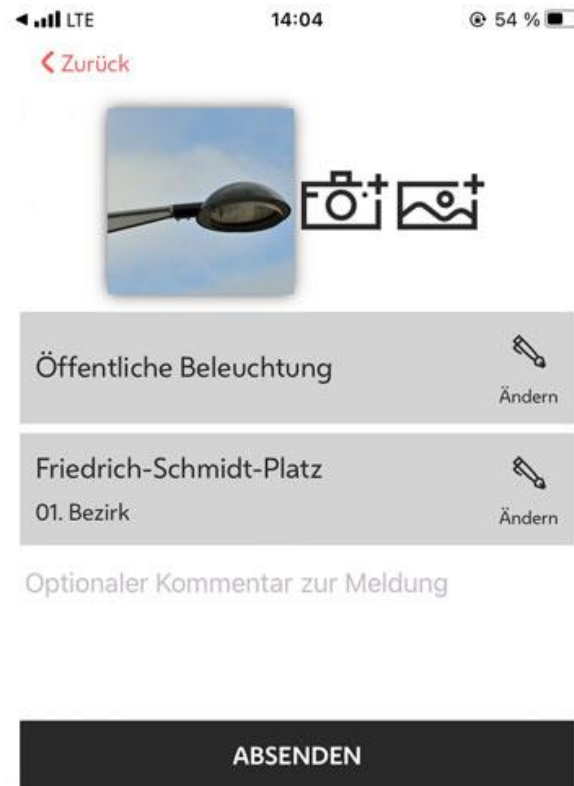 LTE 14:04 54 %
Zurück
Öffentliche Beleuchtung
Ändern
Friedrich-Schmidt-Platz
01. Bezirk
Ändern
Optionaler Kommentar zur Meldung
ABSENDEN